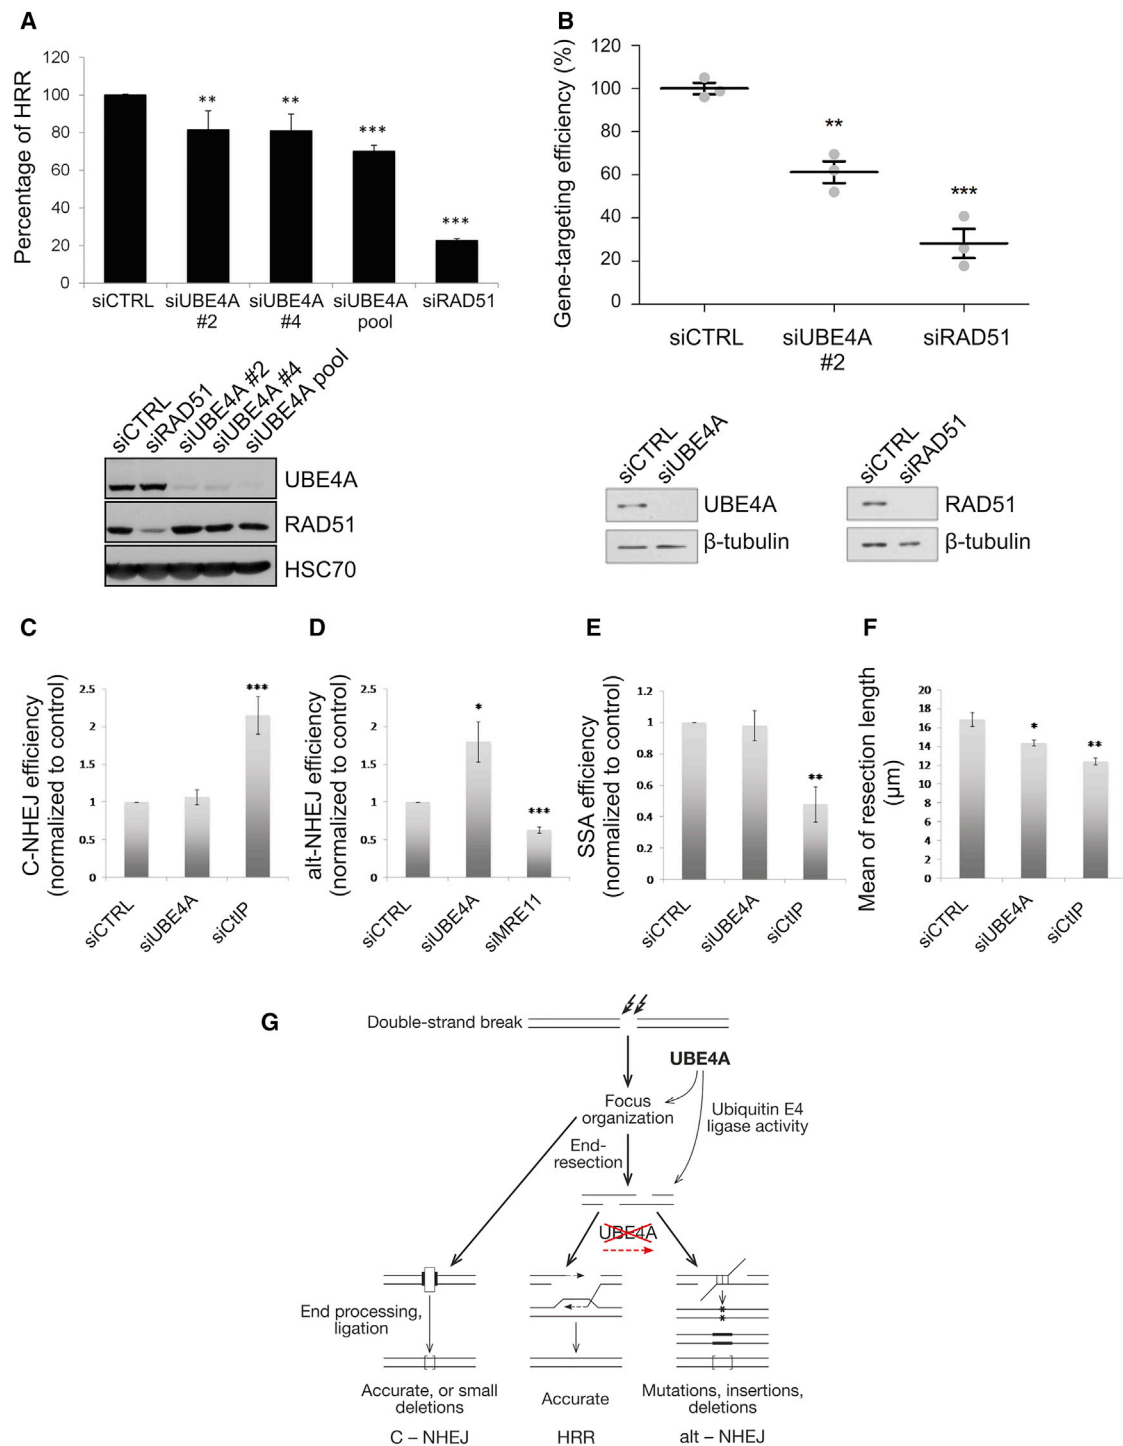 A
Percentage of HRR
120
100
80
60
40
20
0
**
**
***
***
siCTRL
siUBE4A
#2
siUBE4A
#4
siUBE4A
pool
siRAD51
siCTRL
siRAD51
siUBE4A #2
siUBE4A #4
siUBE4A pool
UBE4A
RAD51
HSC70
B
Gene-targeting efficiency (%)
120
100
80
60
40
20
0
**
***
siCTRL
siUBE4A
#2
siRAD51
siCTRL
siUBE4A
UBE4A
β-tubulin
siCTRL
siRAD51
RAD51
β-tubulin
C
C-NHEJ efficiency
(normalized to control)
2.5
2
1.5
1
0.5
0
***
siCTRL
siUBE4A
siCtIP
D
alt-NHEJ efficiency
(normalized to control)
2.5
2
1.5
1
0.5
0
*
***
siCTRL
siUBE4A
siMRE11
E
SSA efficiency
(normalized to control)
1.2
1
0.8
0.6
0.4
0.2
0
**
siCTRL
siUBE4A
siCtIP
F
Mean of resection length
(μm)
20
18
16
14
12
10
8
6
4
2
0
*
**
siCTRL
siUBE4A
siCtIP
G
Double-strand break
UBE4A
Focus
organization
Ubiquitin E4
ligase activity
End-
resection
UBE4A
End processing,
ligation
Accurate, or small
deletions
C – NHEJ
Accurate
HRR
Mutations, insertions,
deletions
alt – NHEJ